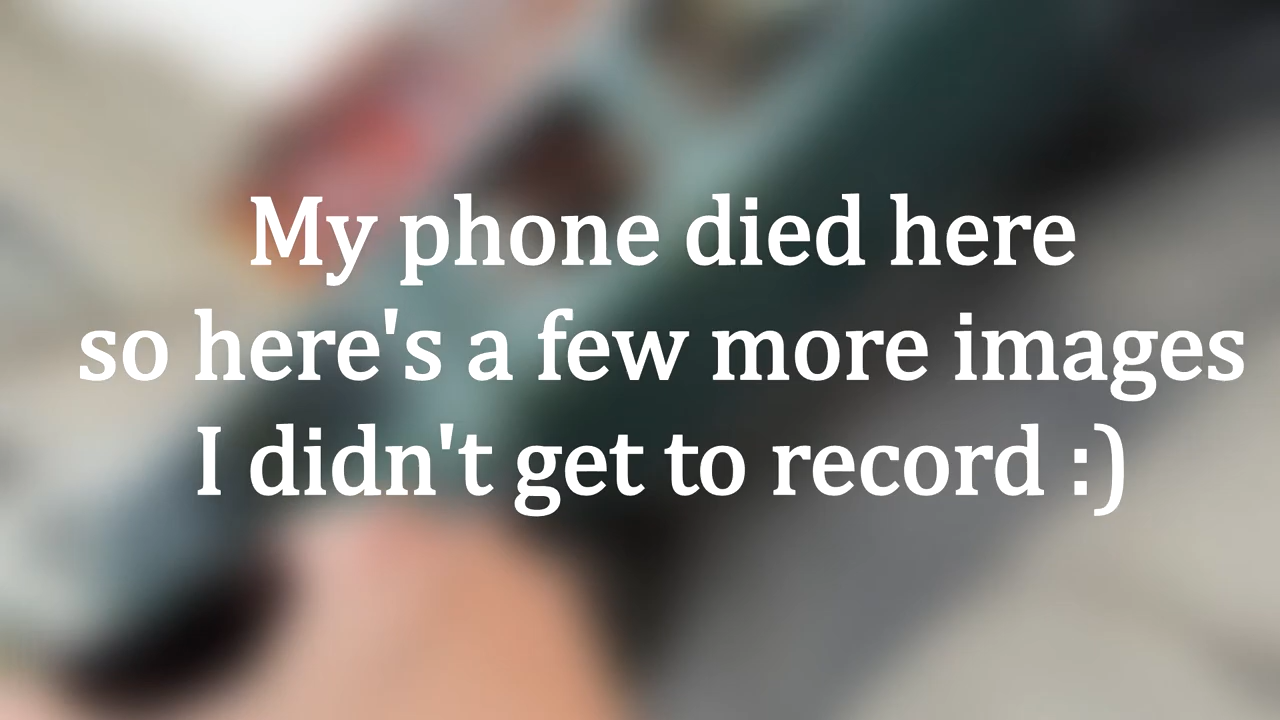 My phone died here
so here's a few more images
I didn't get to record :)